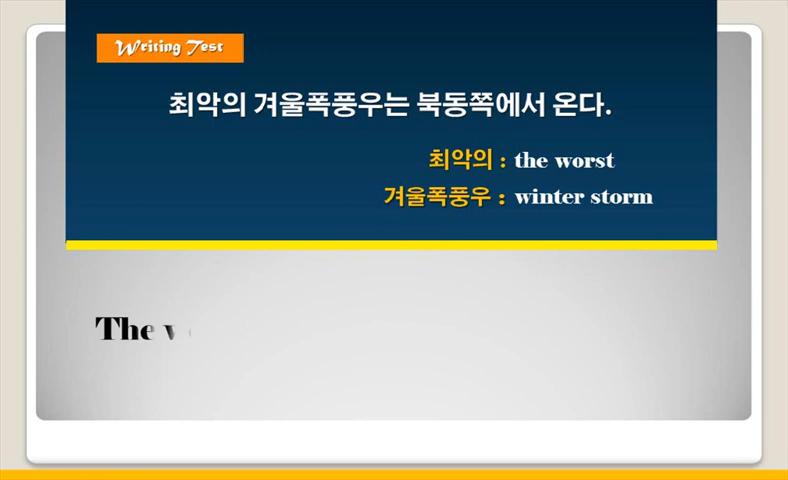 Writing Test
최악의 겨울폭풍우는 북동쪽에서 온다.
최악의 : the worst
겨울폭풍우 : winter storm
The